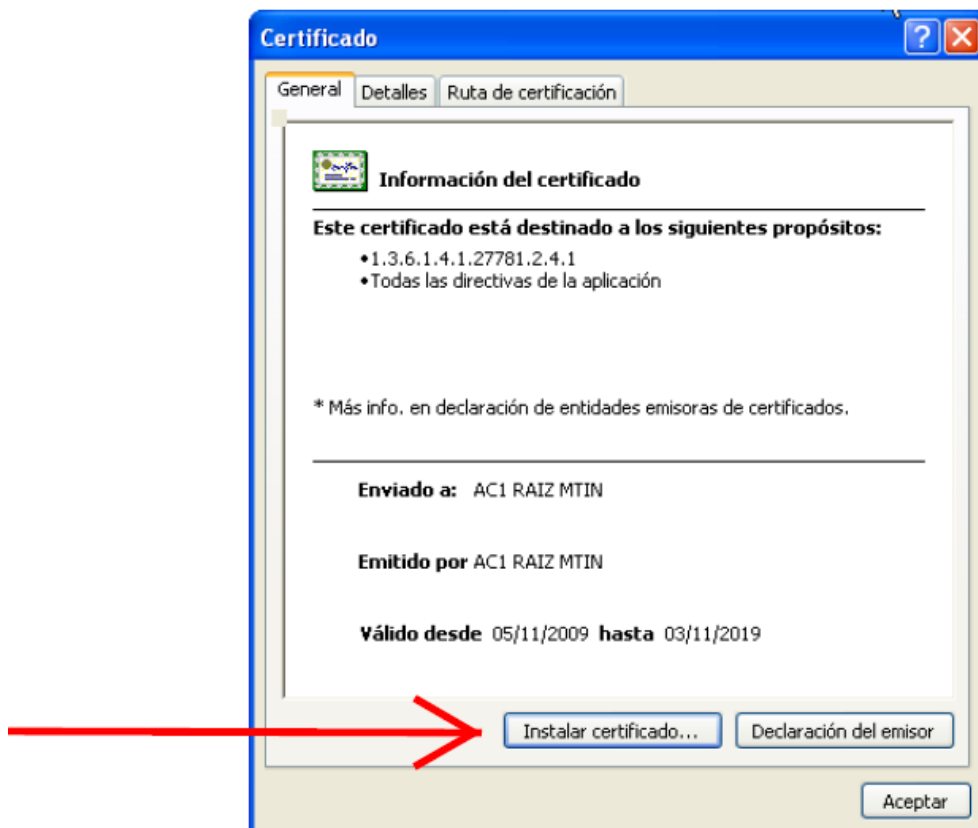 Certificado
General Detalles Ruta de certificación
Información del certificado
Este certificado está destinado a los siguientes propósitos:
•1.3.6.1.4.1.27781.2.4.1
•Todas las directivas de la aplicación
* Más info. en declaración de entidades emisoras de certificados.
Enviado a: AC1 RAIZ MTIN
Emitido por AC1 RAIZ MTIN
Válido desde 05/11/2009 hasta 03/11/2019
Instalar certificado... Declaración del emisor
Aceptar